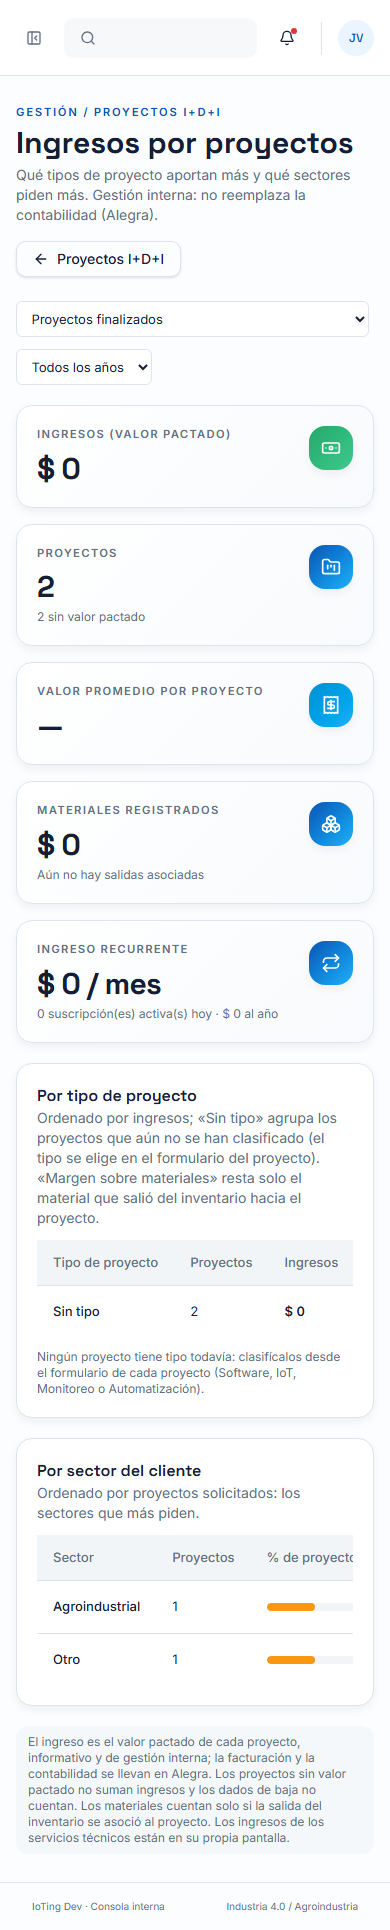 JV
GESTIÓN / PROYECTOS I+D+I
Ingresos por proyectos
Qué tipos de proyecto aportan más y qué sectores
piden más. Gestión interna: no reemplaza la
contabilidad (Alegra).
Proyectos I+D+I
Proyectos finalizados
Todos los años
INGRESOS (VALOR PACTADO)
$ 0
PROYECTOS
2
2 sin valor pactado
VALOR PROMEDIO POR PROYECTO
—
MATERIALES REGISTRADOS
$ 0
Aún no hay salidas asociadas
INGRESO RECURRENTE
$ 0 / mes
0 suscripción(es) activa(s) hoy · $ 0 al año
Por tipo de proyecto
Ordenado por ingresos; «Sin tipo» agrupa los
proyectos que aún no se han clasificado (el
tipo se elige en el formulario del proyecto).
«Margen sobre materiales» resta solo el
material que salió del inventario hacia el
proyecto.
Tipo de proyecto Proyectos Ingresos
Sin tipo 2 $ 0
Ningún proyecto tiene tipo todavía: clasifícalos desde
el formulario de cada proyecto (Software, IoT,
Monitoreo o Automatización).
Por sector del cliente
Ordenado por proyectos solicitados: los
sectores que más piden.
Sector Proyectos % de proyecto
Agroindustrial 1
Otro 1
El ingreso es el valor pactado de cada proyecto,
informativo y de gestión interna; la facturación y la
contabilidad se llevan en Alegra. Los proyectos sin valor
pactado no suman ingresos y los dados de baja no
cuentan. Los materiales cuentan solo si la salida del
inventario se asoció al proyecto. Los ingresos de los
servicios técnicos están en su propia pantalla.
IoTing Dev · Consola interna Industria 4.0 / Agroindustria